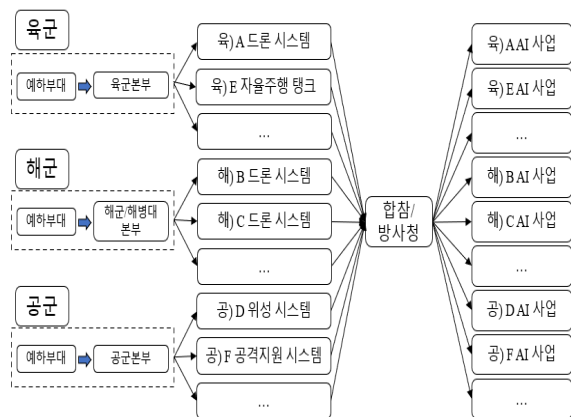 육군
예하부대
육군본부
육)A 드론 시스템
육)E 자율주행 탱크
...
해군
예하부대
해군/해병대
본부
해)B 드론 시스템
해)C 드론 시스템
...
공군
예하부대
공군본부
공)D 위성 시스템
공)F 공격지원 시스템
...
합참/
방사청
육)A AI 사업
육)E AI 사업
...
해)B AI 사업
해)C AI 사업
...
공)D AI 사업
공)F AI 사업
...